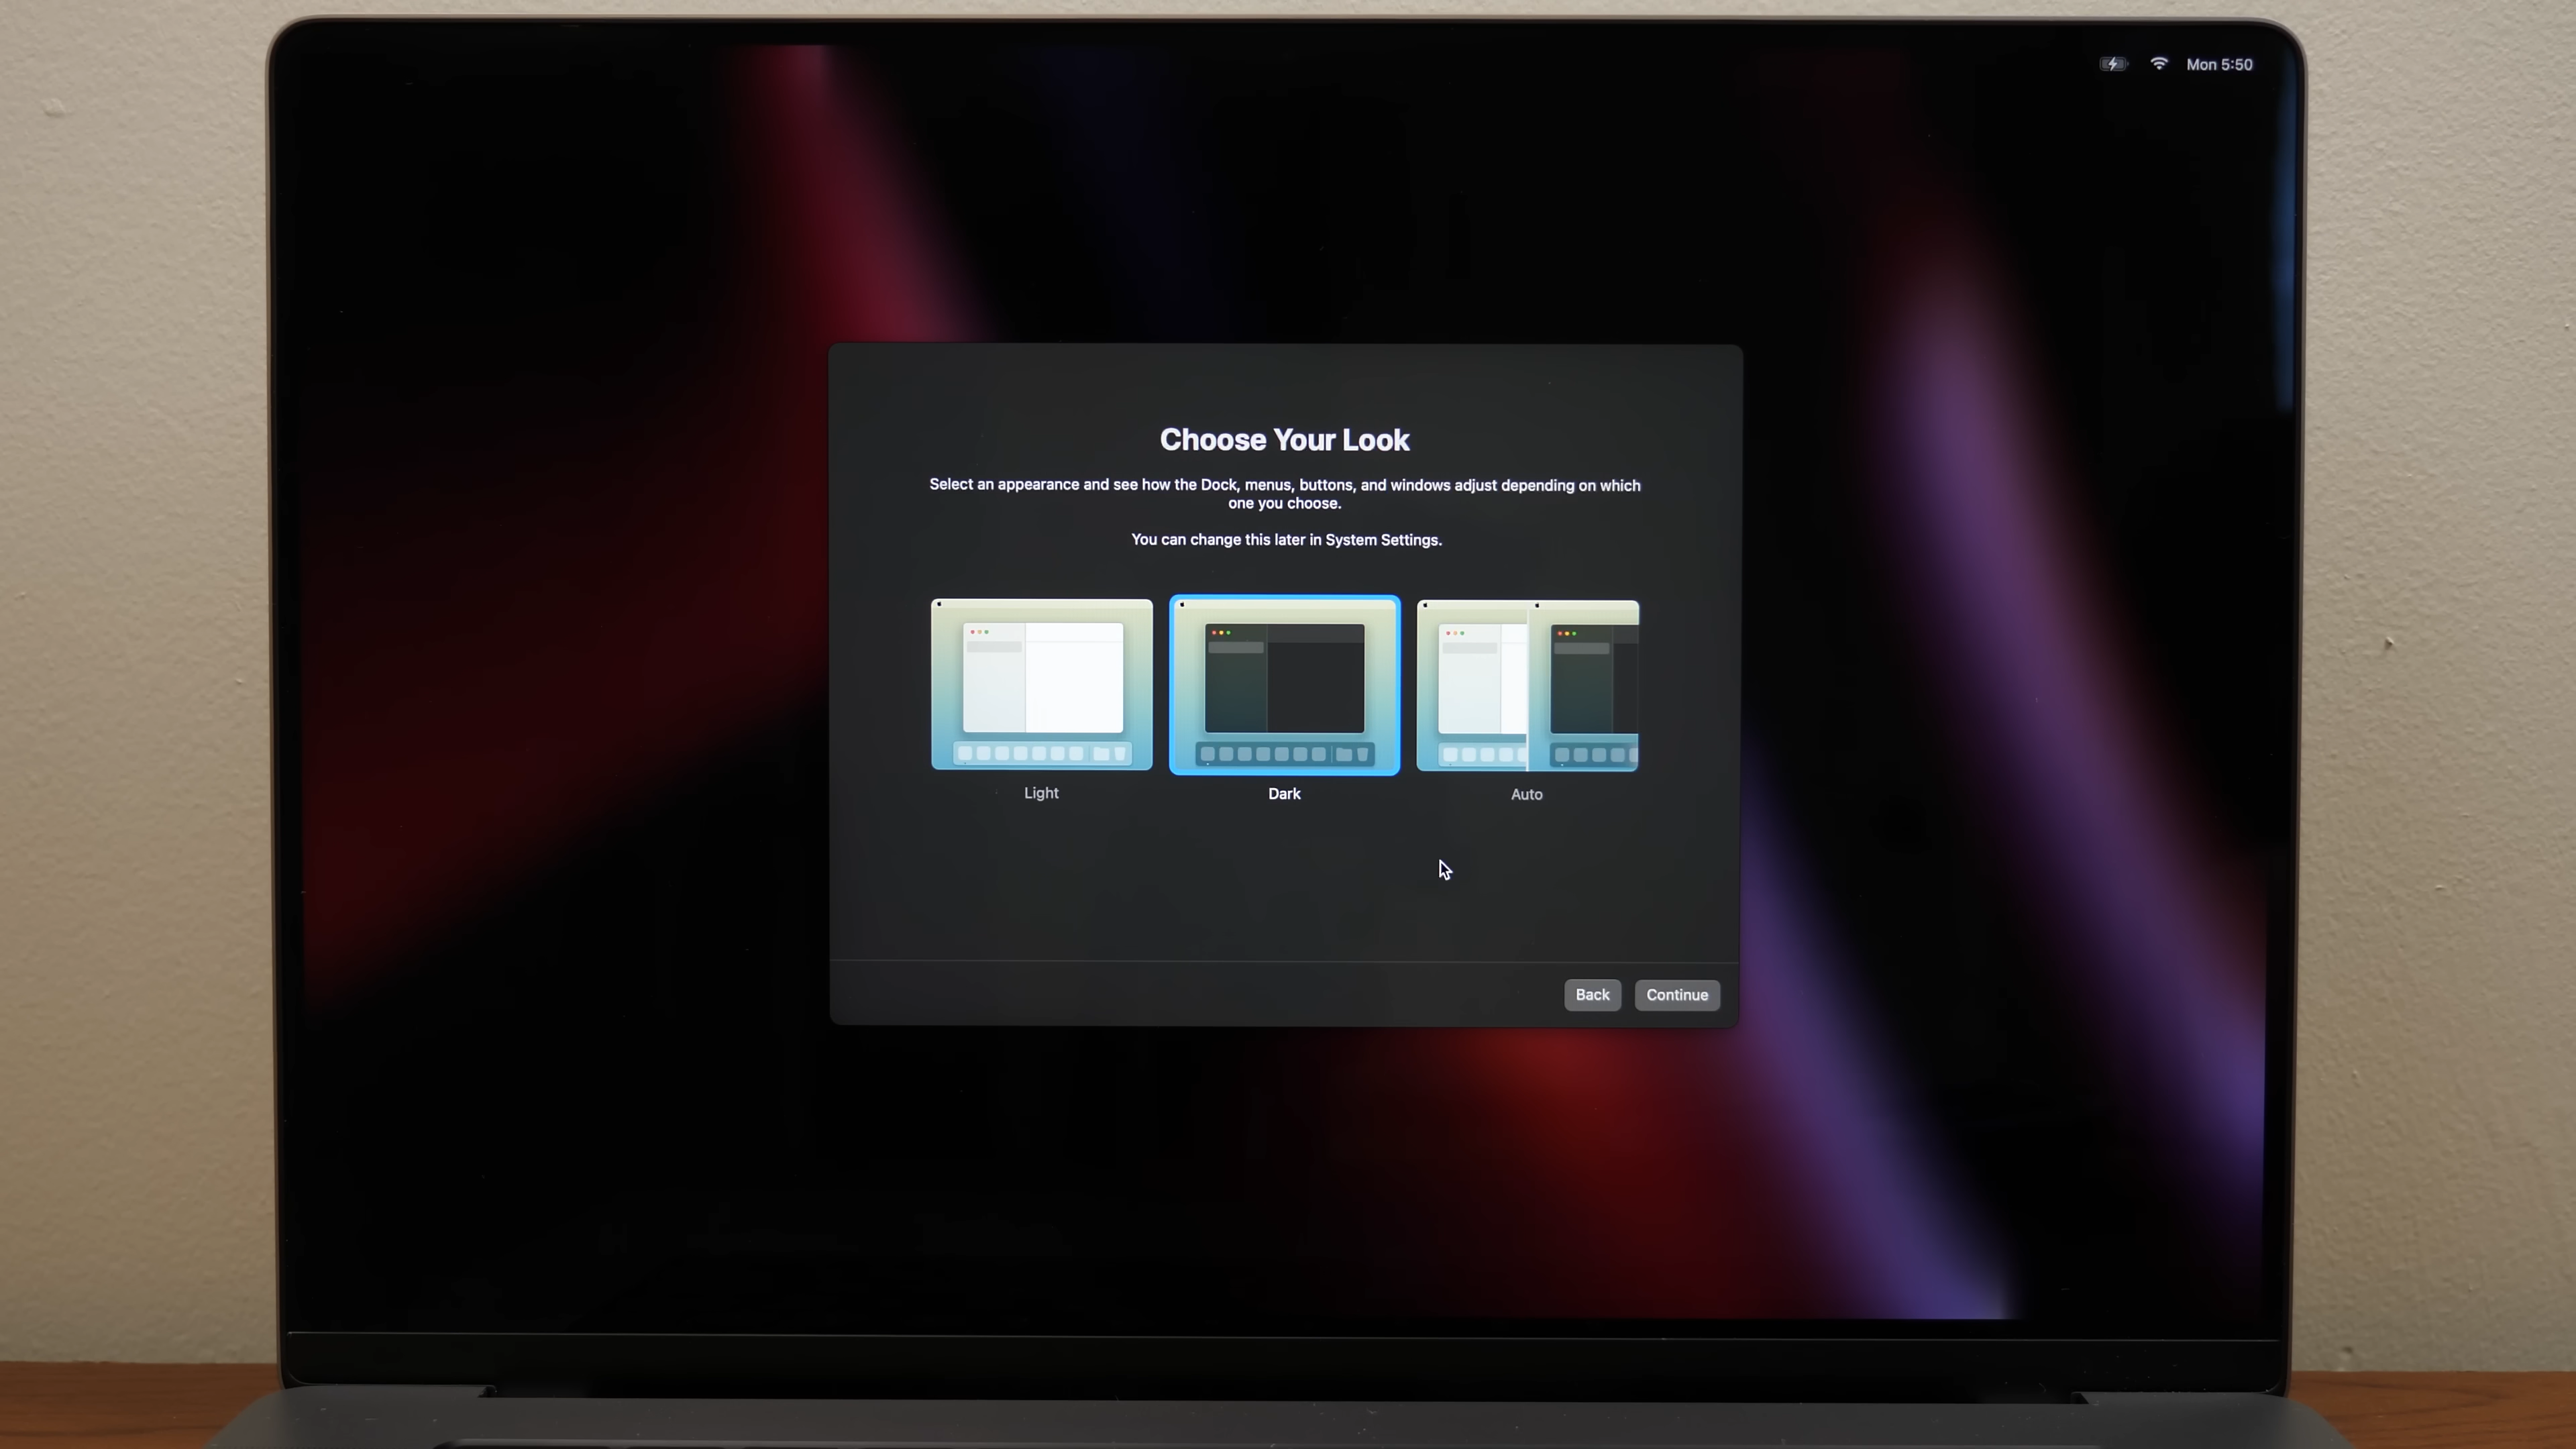 Mon 5:50
Choose Your Look
Select an appearance and see how the Dock, menus, buttons, and windows adjust depending on which
one you choose.
You can change this later in System Settings.
Light
Dark
Auto
Back
Continue